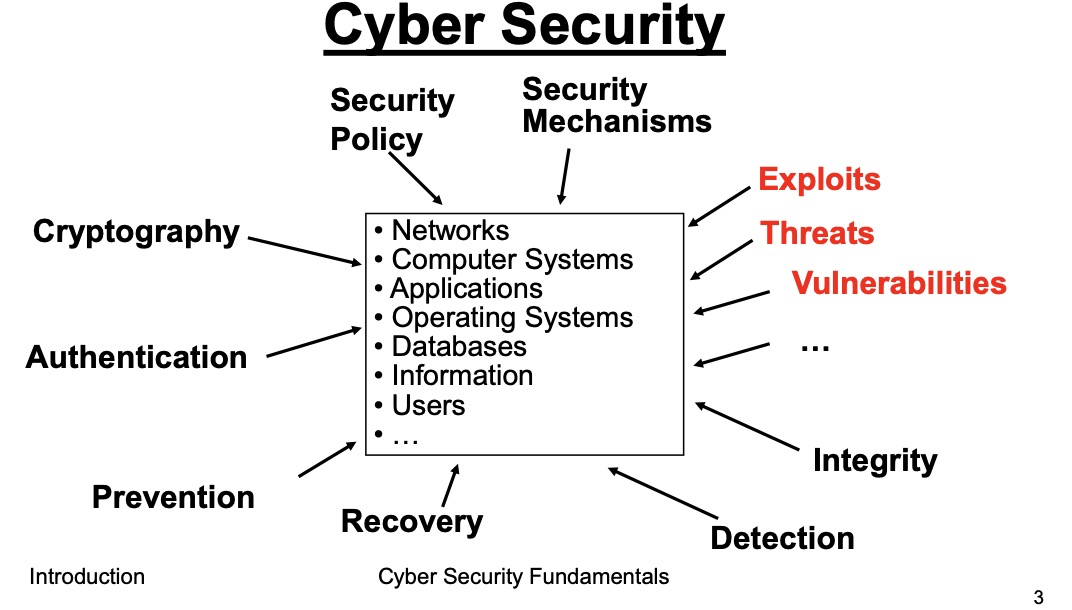 Cyber Security
Security
Policy
Security
Mechanisms
Exploits
Threats
Vulnerabilities
…
Cryptography
Authentication
• Networks
• Computer Systems
• Applications
• Operating Systems
• Databases
• Information
• Users
• …
Integrity
Prevention
Recovery
Detection
Introduction
Cyber Security Fundamentals
3